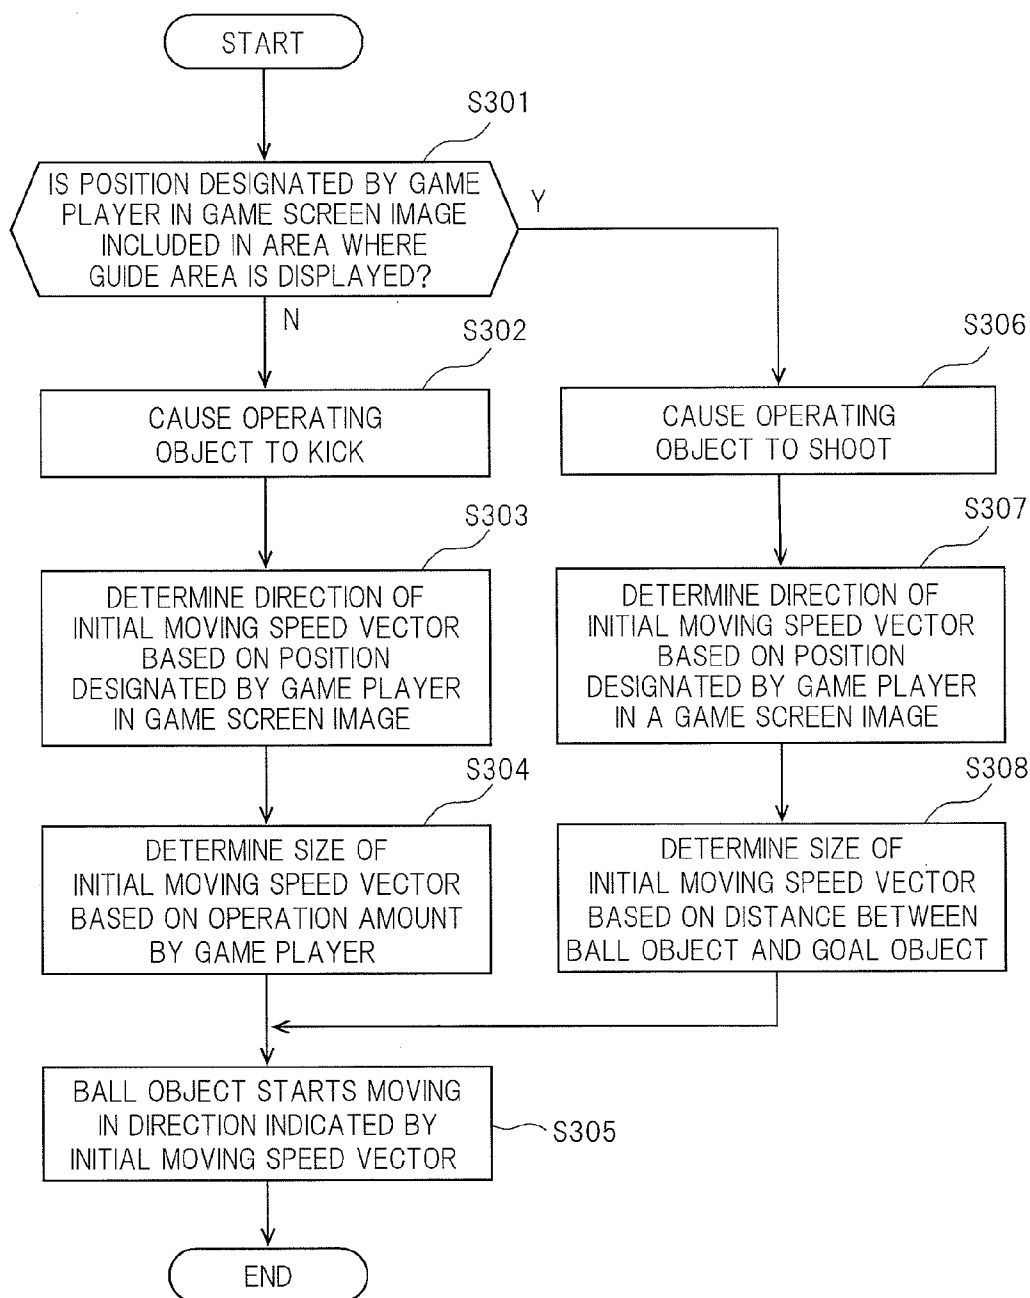 START
S301
IS POSITION DESIGNATED BY GAME
PLAYER IN GAME SCREEN IMAGE
INCLUDED IN AREA WHERE
GUIDE AREA IS DISPLAYED?
Y
N
S302
CAUSE OPERATING
OBJECT TO KICK
S303
DETERMINE DIRECTION OF
INITIAL MOVING SPEED VECTOR
BASED ON POSITION
DESIGNATED BY GAME PLAYER
IN GAME SCREEN IMAGE
S304
DETERMINE SIZE OF
INITIAL MOVING SPEED VECTOR
BASED ON OPERATION AMOUNT
BY GAME PLAYER
S306
CAUSE OPERATING
OBJECT TO SHOOT
S307
DETERMINE DIRECTION OF
INITIAL MOVING SPEED VECTOR
BASED ON POSITION
DESIGNATED BY GAME PLAYER
IN A GAME SCREEN IMAGE
S308
DETERMINE SIZE OF
INITIAL MOVING SPEED VECTOR
BASED ON DISTANCE BETWEEN
BALL OBJECT AND GOAL OBJECT
BALL OBJECT STARTS MOVING
IN DIRECTION INDICATED BY
INITIAL MOVING SPEED VECTOR
S305
END